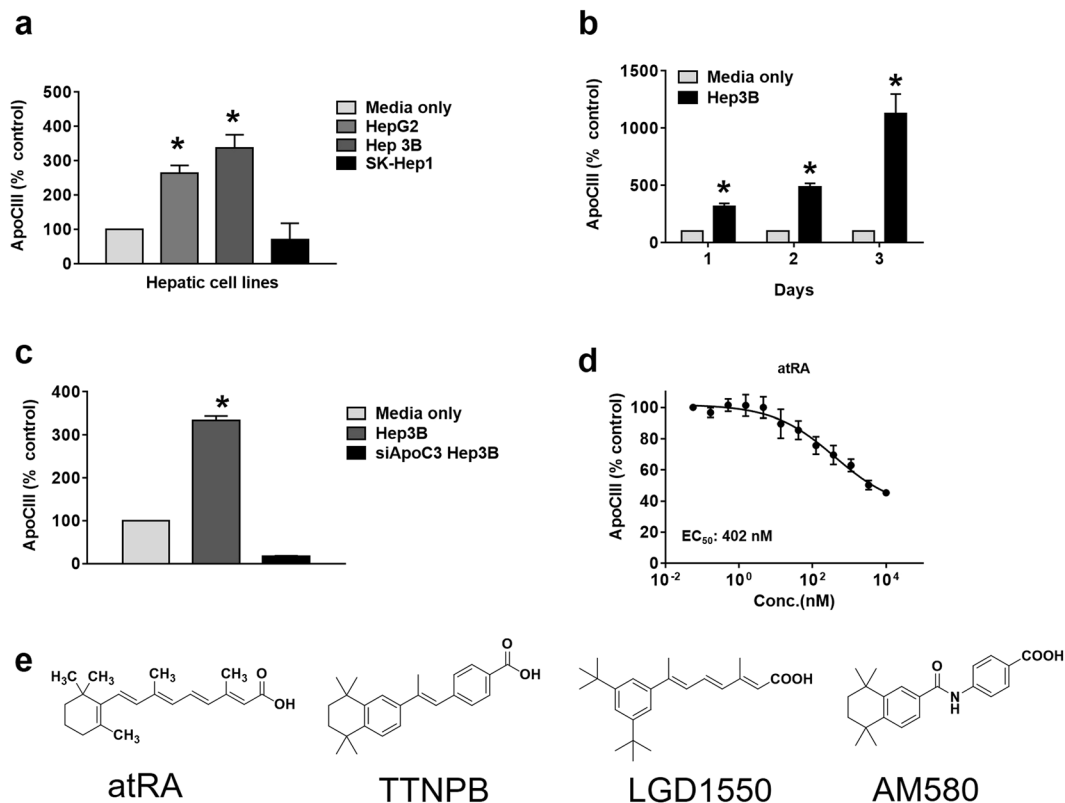 a
500
400
300
200
100
0
ApoCIII (% control)
*
*
Media only
HepG2
Hep 3B
SK-Hep1
Hepatic cell lines
b
1500
1000
500
0
ApoCIII (% control)
*
*
*
Media only
Hep3B
1 2 3
Days
c
400
300
200
100
0
ApoCIII (% control)
*
Media only
Hep3B
siApoC3 Hep3B
d
atRA
100
80
60
40
20
0
ApoCIII (% control)
EC₅₀: 402 nM
10⁻² 10⁰ 10² 10⁴
Conc.(nM)
e
H₃C CH₃ CH₃ CH₃ O
OH
CH₃
atRA
O
OH
TTNPB
COOH
LGD1550
COOH
O
N
H
AM580